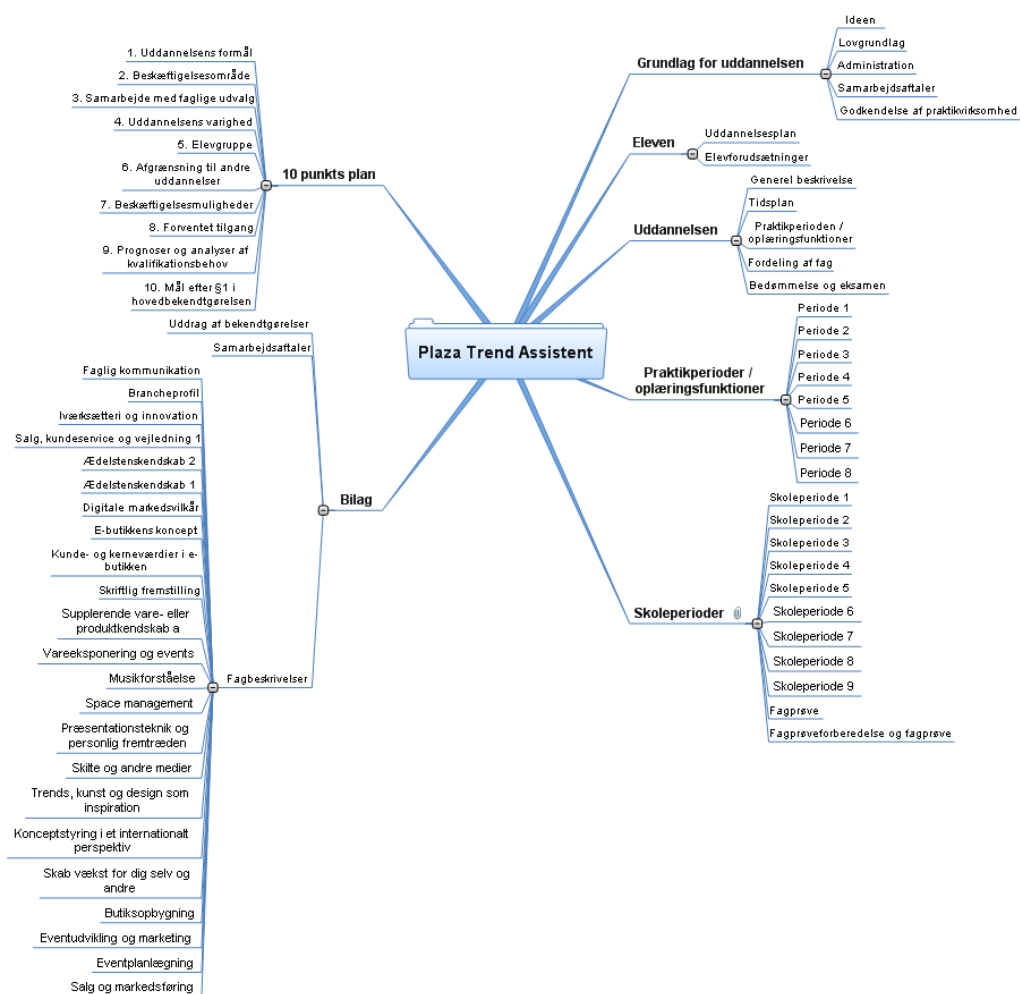 Plaza Trend Assistent
Grundlag for uddannelsen
Ideen
Lovgrundlag
Administration
Samarbejdsaftaler
Godkendelse af praktikvirksomhed
Eleven
Uddannelsesplan
Elevforudsætninger
Uddannelsen
Generel beskrivelse
Tidsplan
Praktikperioden /
oplæringsfunktioner
Fordeling af fag
Bedømmelse og eksamen
Praktikperioder /
oplæringsfunktioner
Periode 1
Periode 2
Periode 3
Periode 4
Periode 5
Periode 6
Periode 7
Periode 8
Skoleperioder
Skoleperiode 1
Skoleperiode 2
Skoleperiode 3
Skoleperiode 4
Skoleperiode 5
Skoleperiode 6
Skoleperiode 7
Skoleperiode 8
Skoleperiode 9
Fagprøve
Fagprøveforberedelse og fagprøve
10 punkts plan
1. Uddannelsens formål
2. Beskæftigelsesområde
3. Samarbejde med faglige udvalg
4. Uddannelsens varighed
5. Elevgruppe
6. Afgrænsning til andre
uddannelser
7. Beskæftigelsesmuligheder
8. Forventet tilgang
9. Prognoser og analyser af
kvalifikationsbehov
10. Mål efter §1 i
hovedbekendtgørelsen
Bilag
Uddrag af bekendtgørelser
Samarbejdsaftaler
Fagbeskrivelser
Faglig kommunikation
Brancheprofil
Iværksætteri og innovation
Salg, kundeservice og vejledning 1
Ædelstenskendskab 2
Ædelstenskendskab 1
Digitale markedsvilkår
E-butikkens koncept
Kunde- og kerneværdier i e-
butikken
Skriftlig fremstilling
Supplerende vare- eller
produktkendskab a
Vareeksponering og events
Musikforståelse
Space management
Præsentationsteknik og
personlig fremtræden
Skilte og andre medier
Trends, kunst og design som
inspiration
Konceptstyring i et internationalt
perspektiv
Skab vækst for dig selv og
andre
Butiksopbygning
Eventudvikling og marketing
Eventplanlægning
Salg og markedsføring